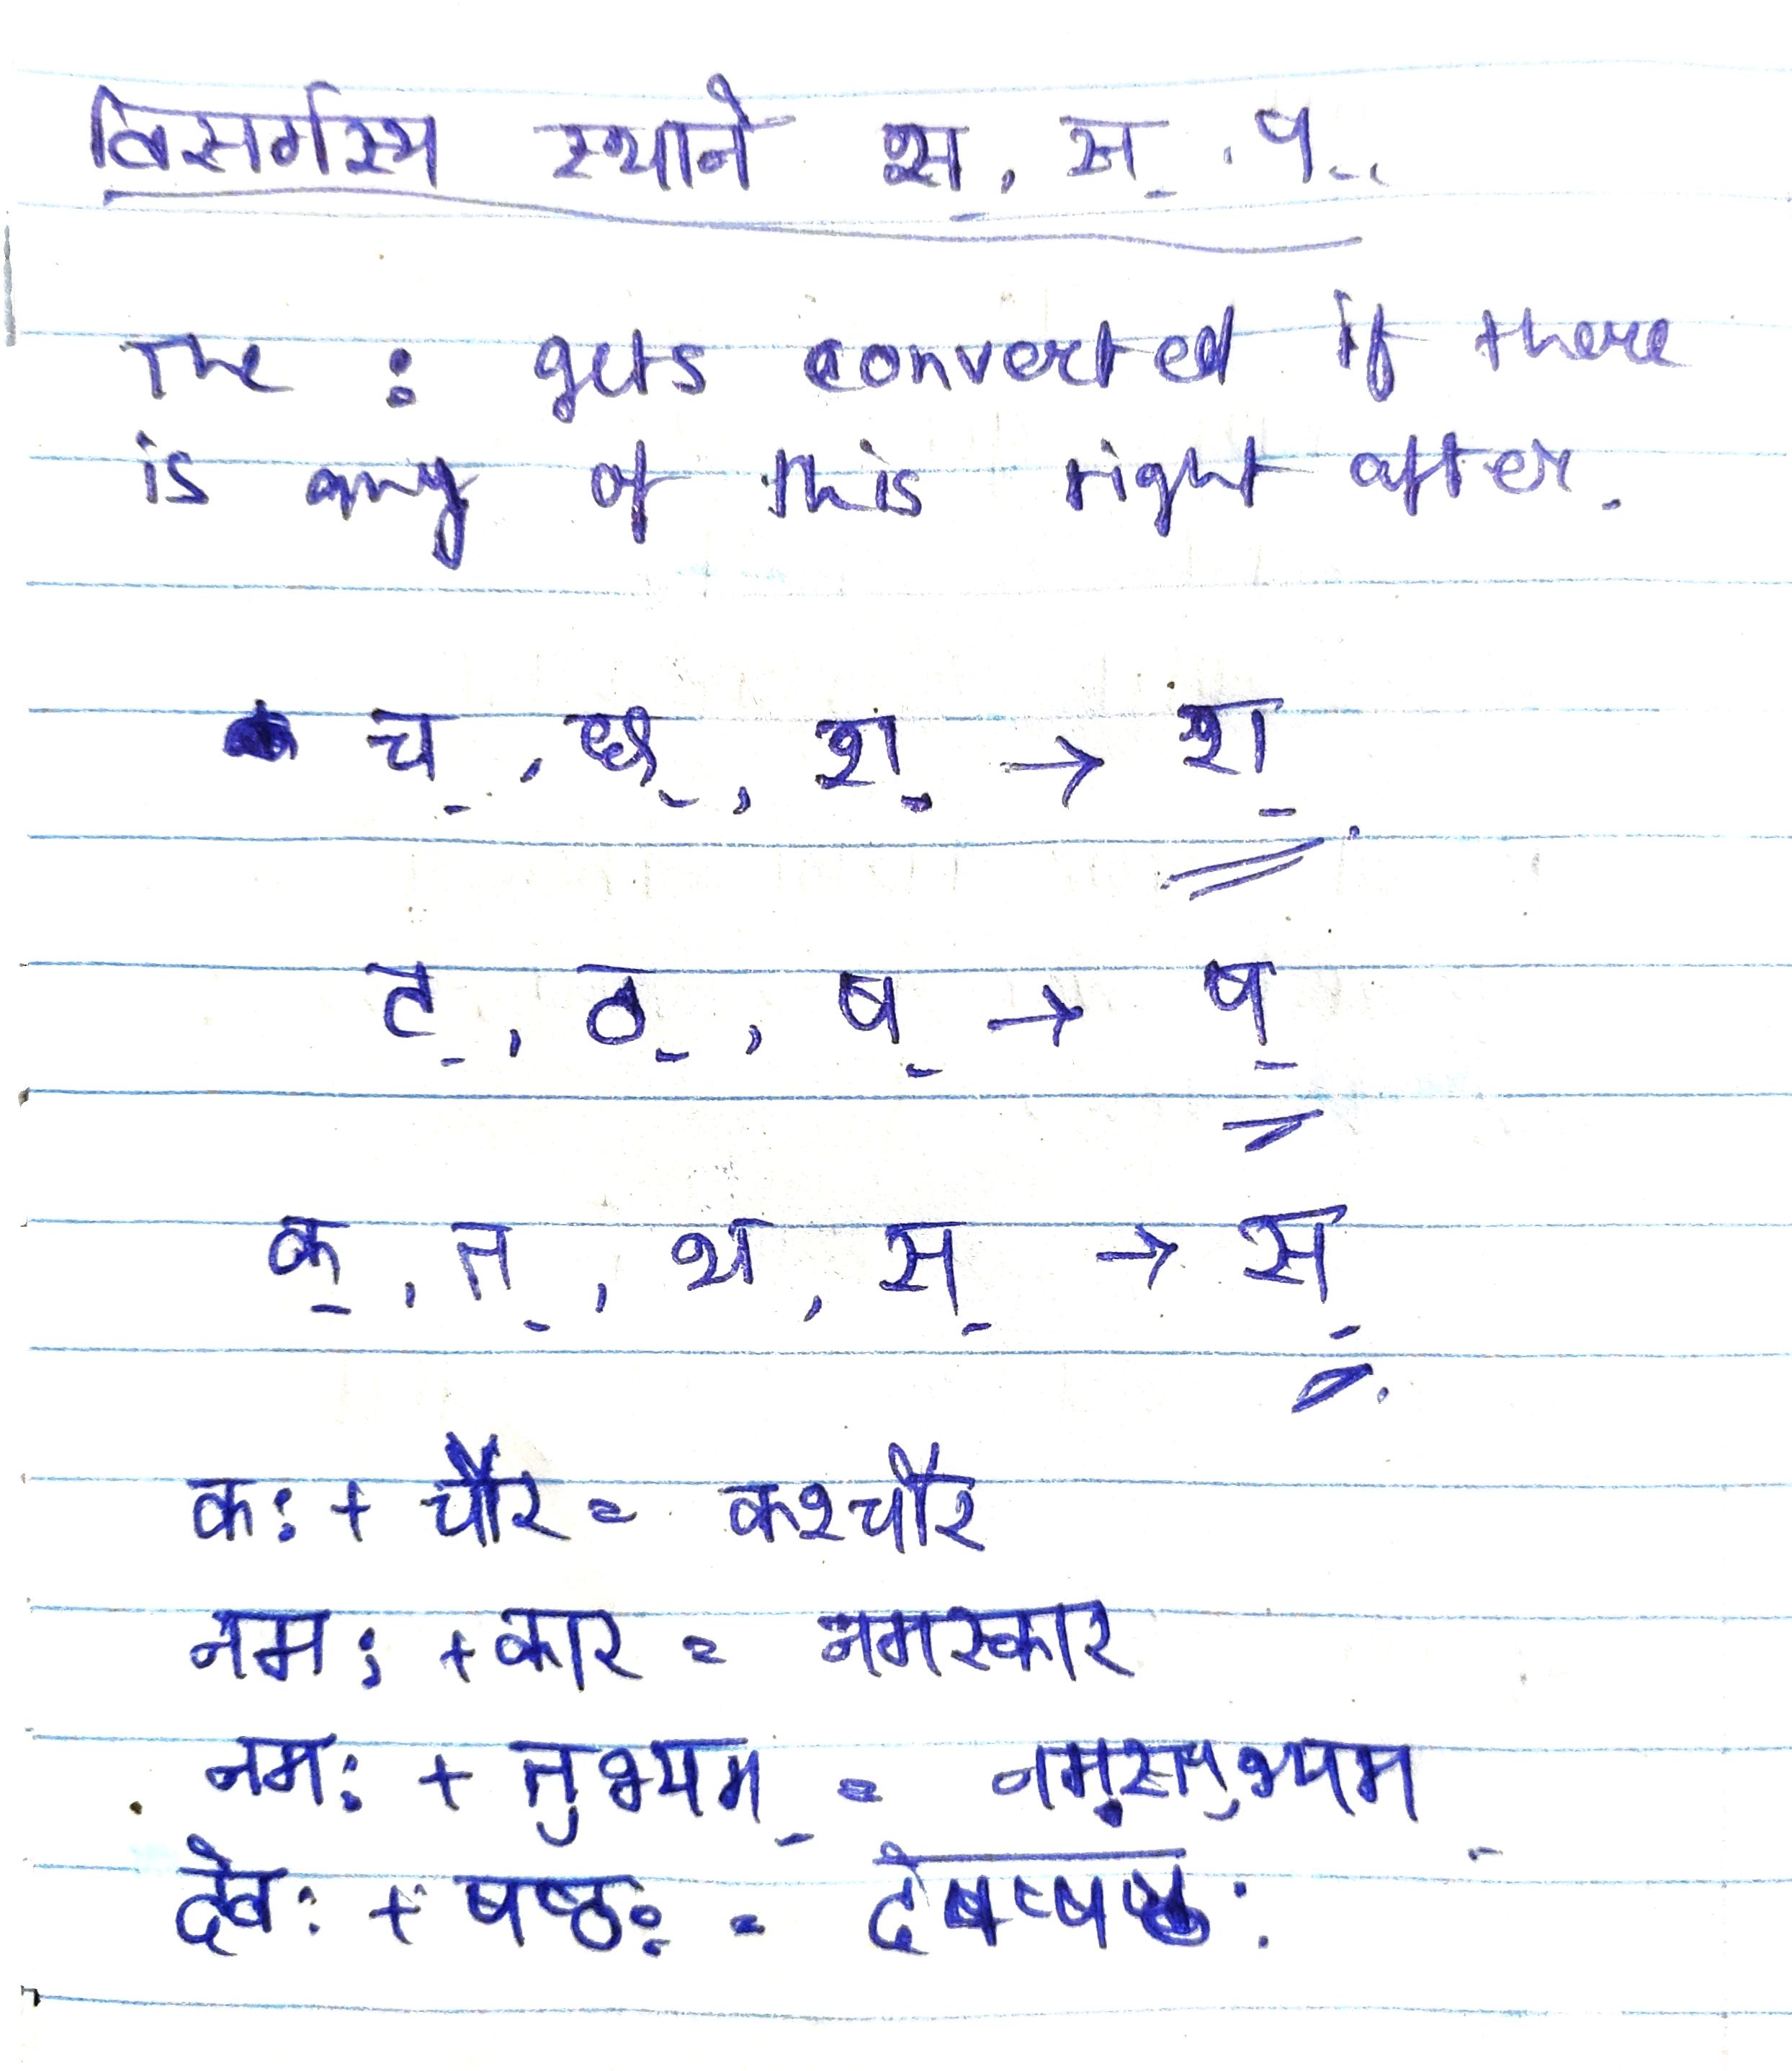 विसर्गस्य स्थाने श्, स्, ष्
The : gets converted if there
is any of this right after.
च्, छ्, श् → श्
ट्, ठ्, ष् → ष्
क्, त्, थ, स् → स्
कः + चौर = कश्चौर
नमः + कार = नमस्कार
नमः + तुभ्यम् = नमस्तुभ्यम्
देवः + षष्ठः = देवष्षष्ठः